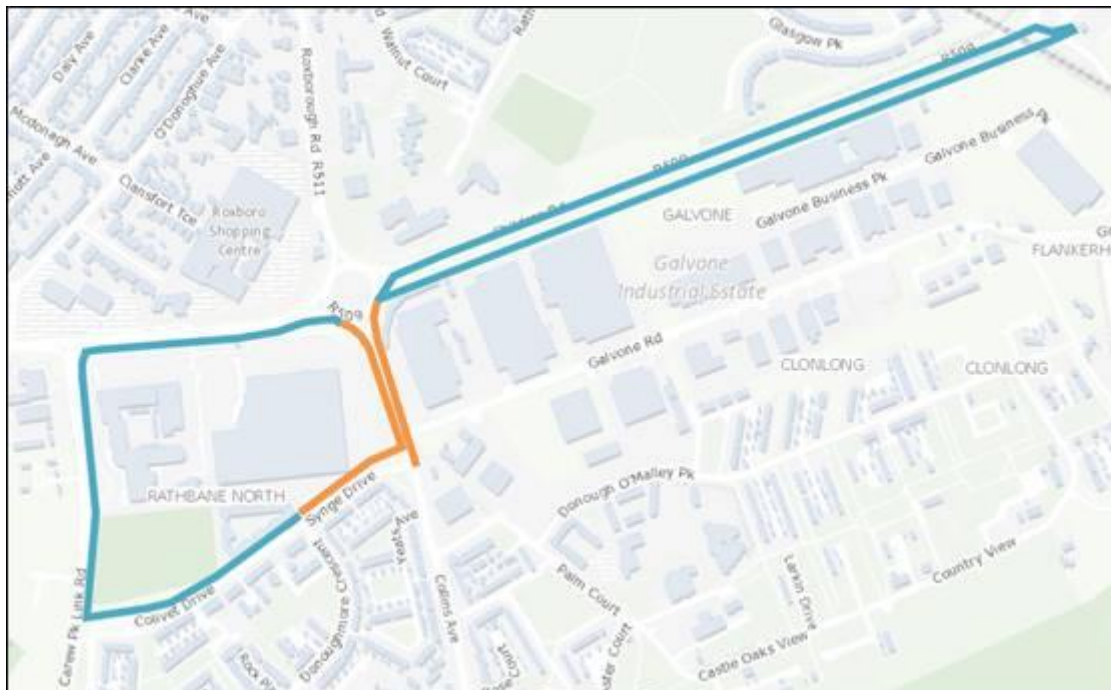 Daly Ave
Clarke Ave
O'Donoghue Ave
Mcdonagh Ave
Clansfort Tce
Roxborough Rd R511
Walnut Court
Glasgow Pk
R509
Roxboro
Shopping
Centre
GALVONE
Galvone Business Pk
Galvone Business
Galvone
Industrial Estate
FLANKERH
R509
Galvone Rd
CLONLONG
CLONLONG
RATHBANE NORTH
Synge Drive
Yeats Ave
Donough O'Malley Pk
Carew Pk Link Rd
Colivet Drive
Donoughmore Crescent
Collins Ave
Palm Court
Larkin Drive
Country View
Castle Oaks View
Court